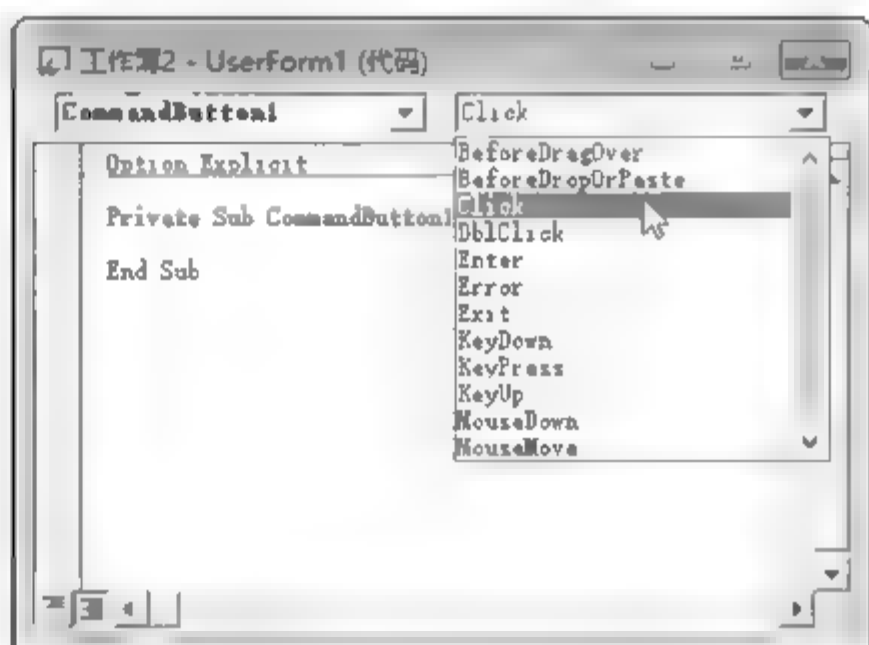 工作簿2 - UserForm1 (代码)
CommandButton1
Click
Option Explicit
Private Sub CommandButton1
End Sub
BeforeDragOver
BeforeDropOrPaste
Click
DblClick
Enter
Error
Exit
KeyDown
KeyPress
KeyUp
MouseDown
MouseMove